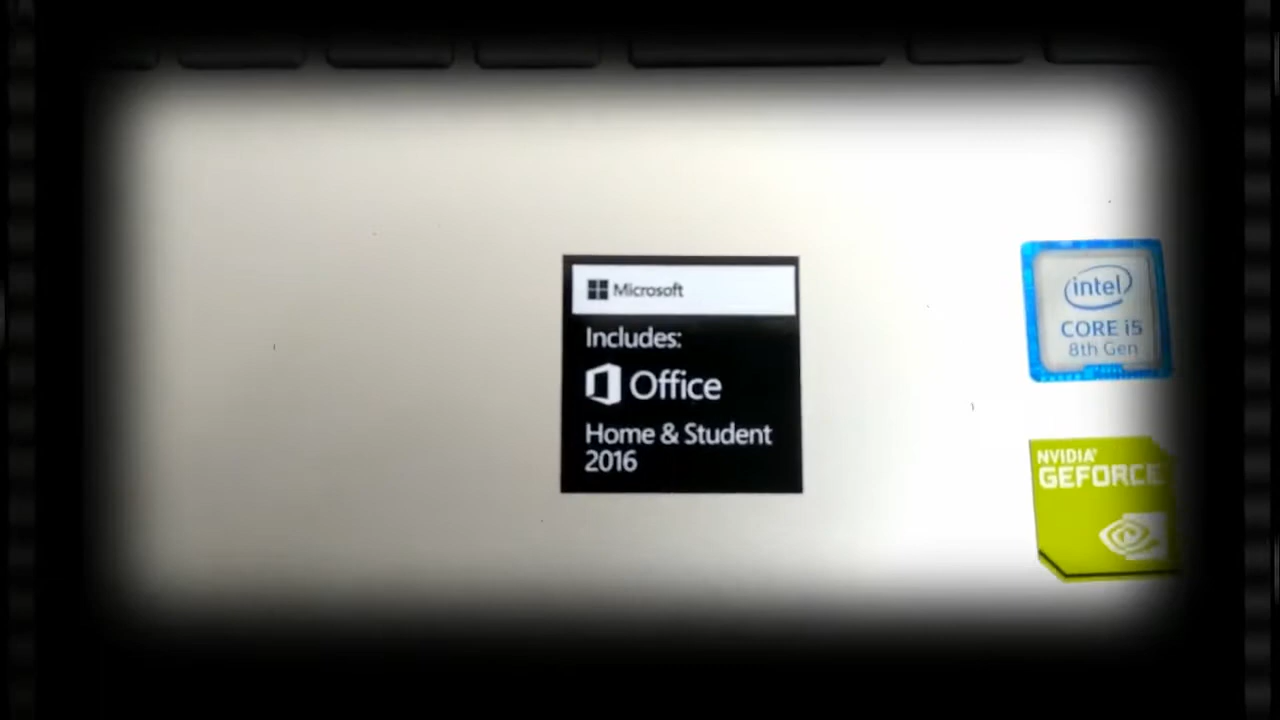 Microsoft
Includes:
Office
Home & Student
2016
intel
CORE i5
8th Gen
NVIDIA
GEFORCE